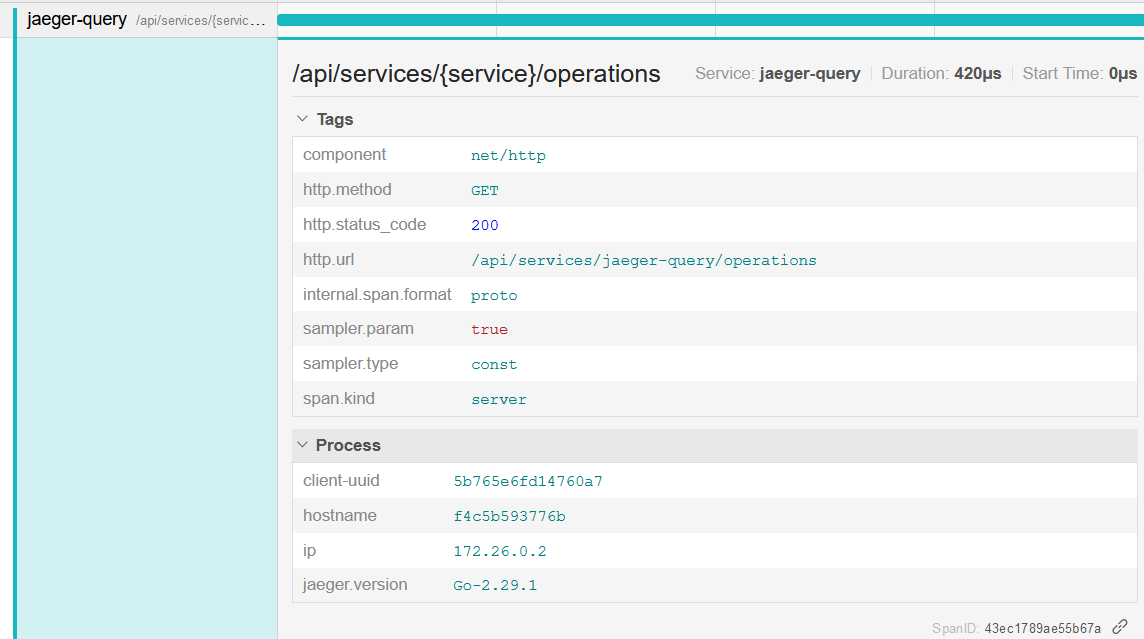 jaeger-query /api/services/{servic...
/api/services/{service}/operations Service: jaeger-query Duration: 420µs Start Time: 0µs
Tags
component net/http
http.method GET
http.status_code 200
http.url /api/services/jaeger-query/operations
internal.span.format proto
sampler.param true
sampler.type const
span.kind server
Process
client-uuid 5b765e6fd14760a7
hostname f4c5b593776b
ip 172.26.0.2
jaeger.version Go-2.29.1
SpanID: 43ec1789ae55b67a